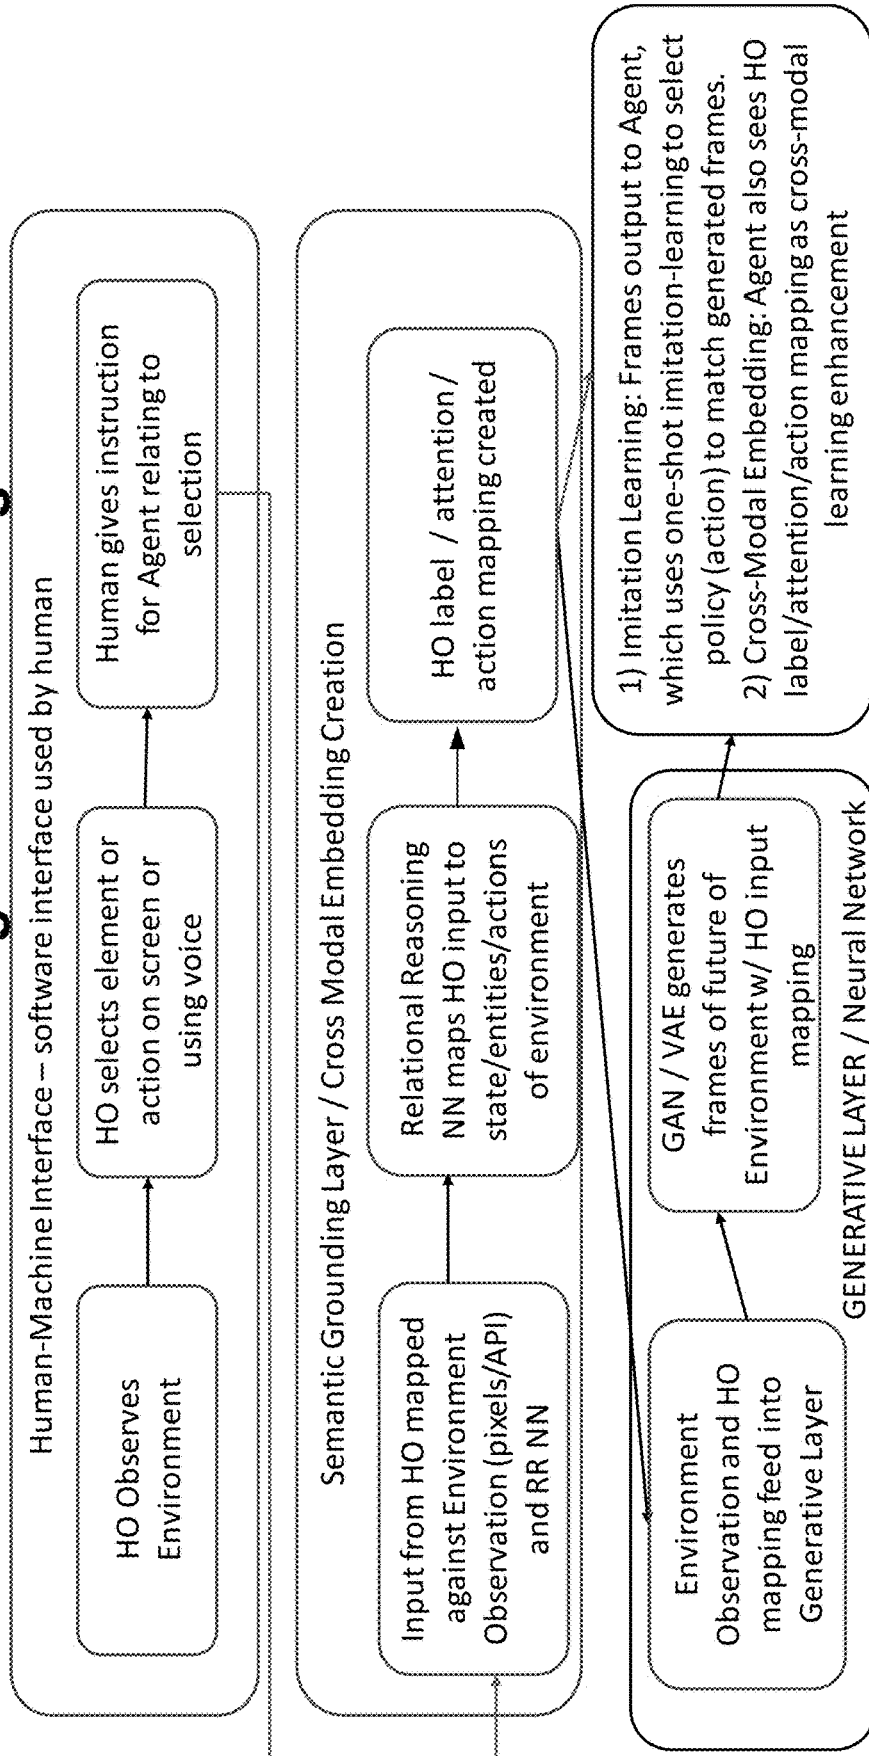 Human-Machine Interface – software interface used by human
HO Observes
Environment
HO selects element or
action on screen or
using voice
Human gives instruction
for Agent relating to
selection
Semantic Grounding Layer / Cross Modal Embedding Creation
Input from HO mapped
against Environment
Observation (pixels/API)
and RR NN
Relational Reasoning
NN maps HO input to
state/entities/actions
of environment
HO label / attention /
action mapping created
Environment
Observation and HO
mapping feed into
Generative Layer
GAN / VAE generates
frames of future of
Environment w/ HO input
mapping
GENERATIVE LAYER / Neural Network
1) Imitation Learning: Frames output to Agent,
which uses one-shot imitation-learning to select
policy (action) to match generated frames.
2) Cross-Modal Embedding: Agent also sees HO
label/attention/action mapping as cross-modal
learning enhancement